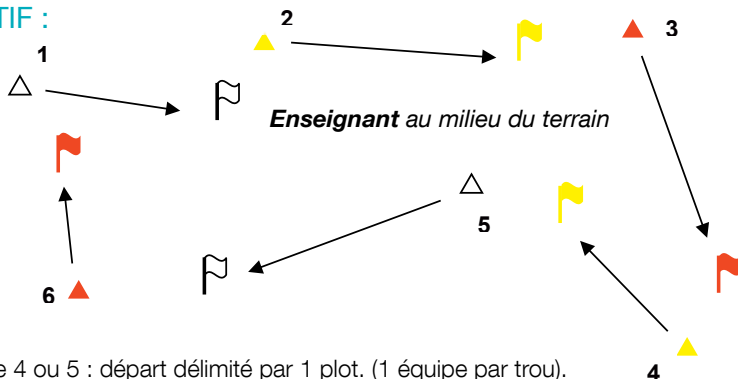 TIF :
2
3
1
Enseignant au milieu du terrain
5
6
e 4 ou 5 : départ délimité par 1 plot. (1 équipe par trou).
4